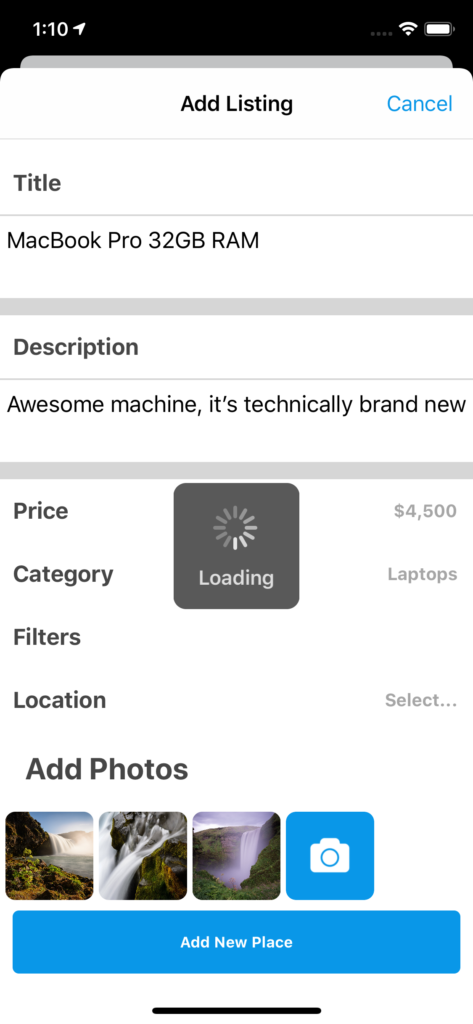 1:10
Add Listing
Cancel
Title
MacBook Pro 32GB RAM
Description
Awesome machine, it’s technically brand new
Price
$4,500
Loading
Category
Laptops
Filters
Location
Select...
Add Photos
Add New Place